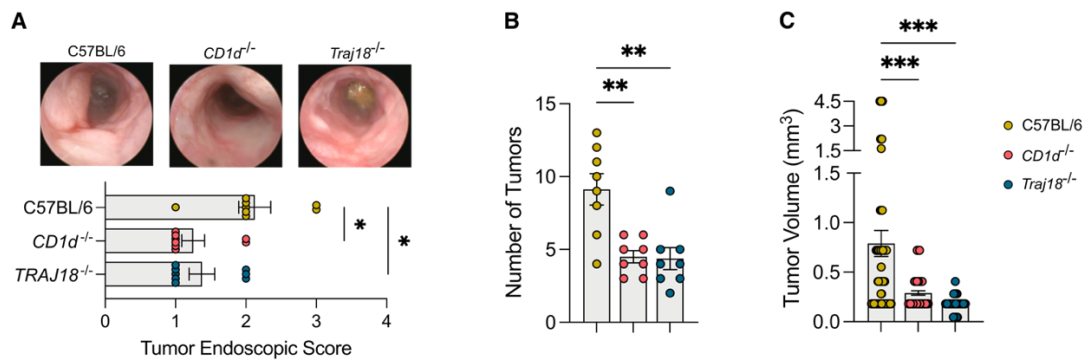 A
C57BL/6 CD1d-/- Traj18-/-
C57BL/6
CD1d-/-
TRAJ18-/-
*
*
0 1 2 3 4
Tumor Endoscopic Score
B
**
**
15
10
5
0
Number of Tumors
C
***
***
4.5
3
1.5
1.5
1.0
0.5
0.0
Tumor Volume (mm³)
C57BL/6
CD1d-/-
Traj18-/-